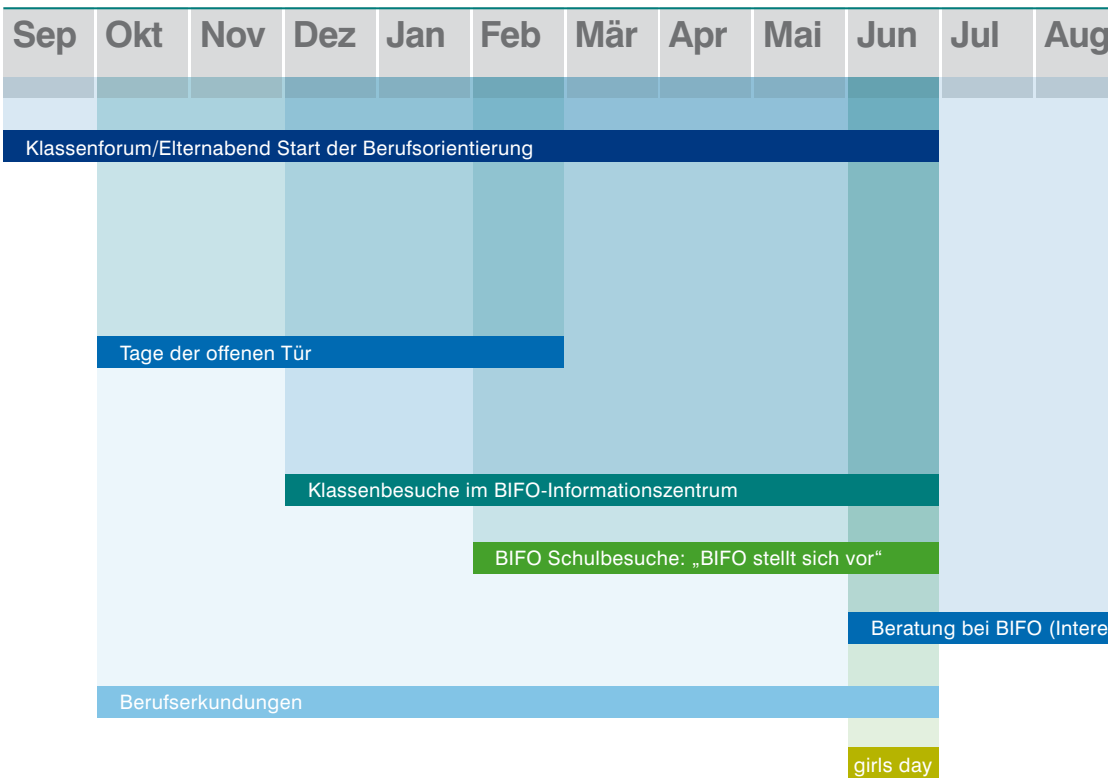 Sep Okt Nov Dez Jan Feb Mär Apr Mai Jun Jul Aug
Klassenforum/Elternabend Start der Berufsorientierung
Tage der offenen Tür
Klassenbesuche im BIFO-Informationszentrum
BIFO Schulbesuche: „BIFO stellt sich vor“
Beratung bei BIFO (Intere
Berufserkundungen
girls day